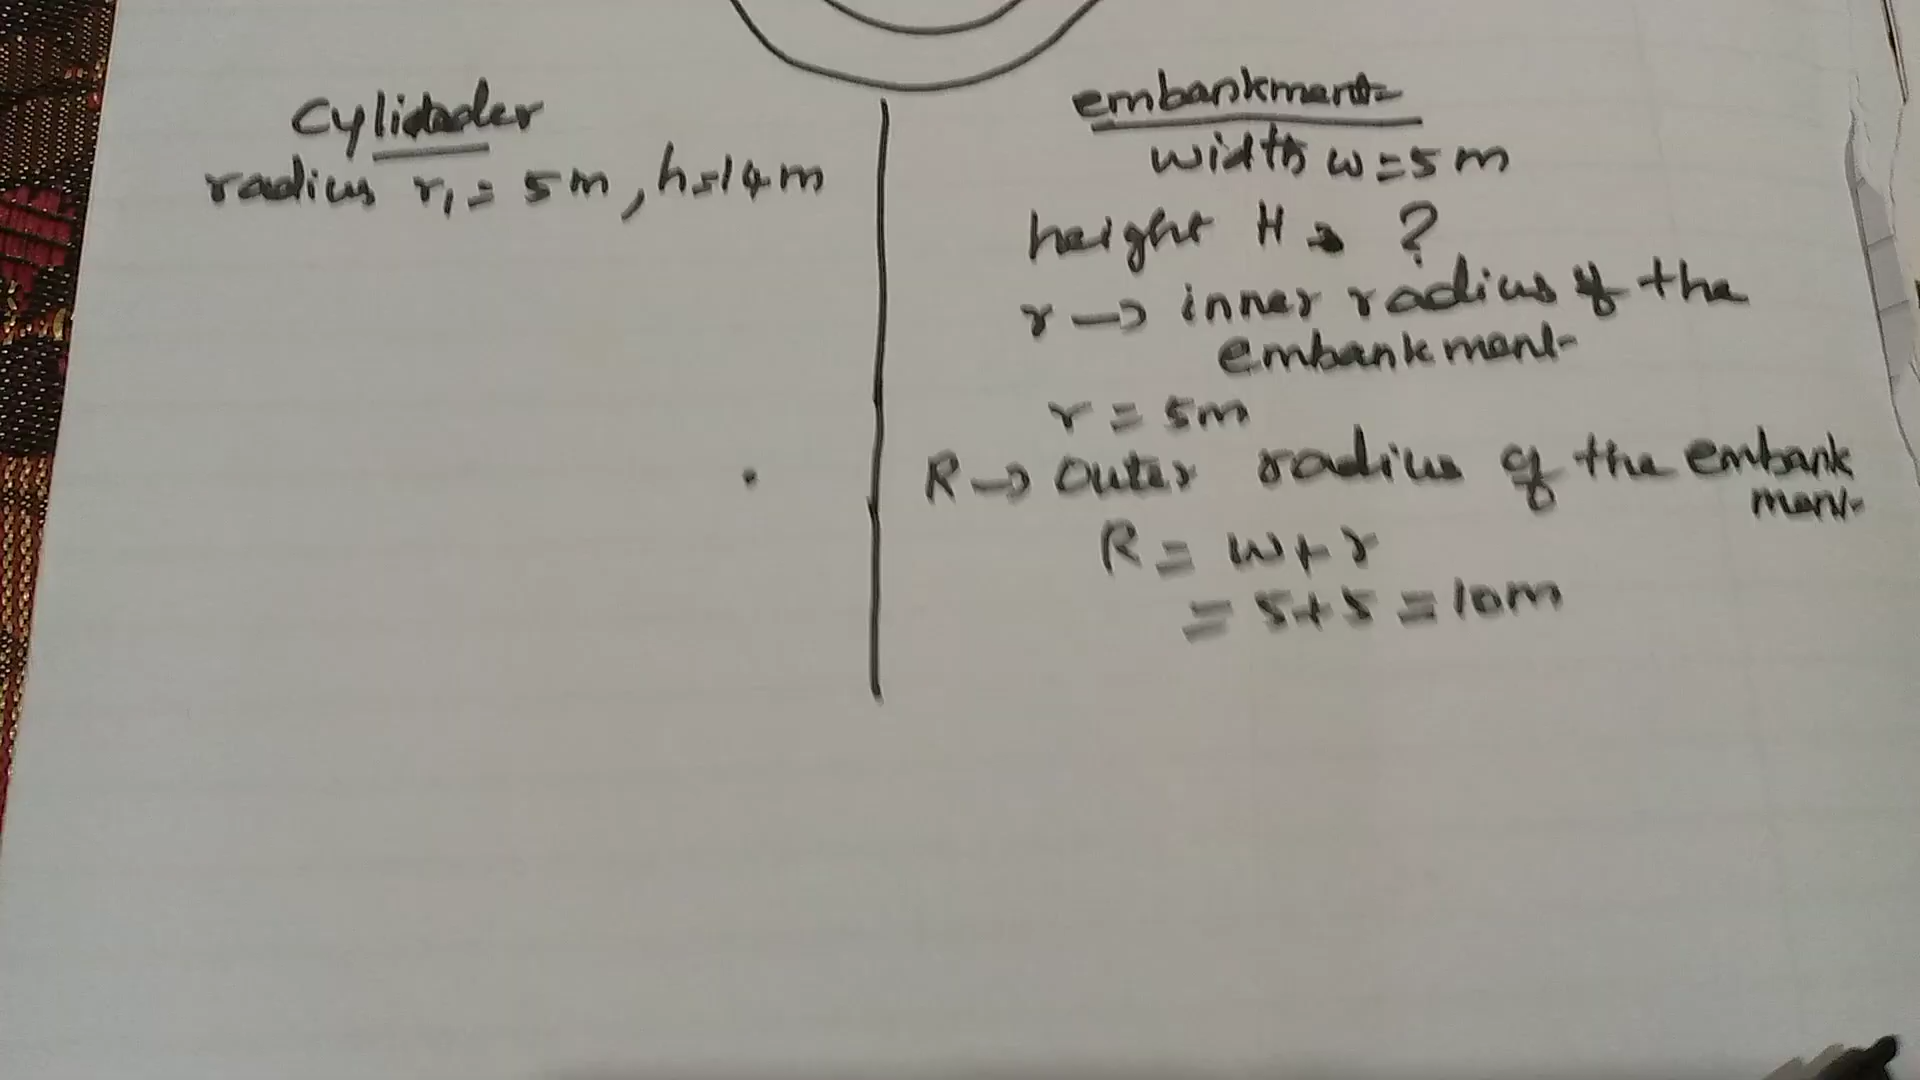 Cylinder
radius r₁ = 5m, h=14m
embankment
width w = 5m
height H → ?
r → inner radius of the
embankment
r = 5m
R → Outer radius of the embank
ment
R = w + r
= 5+5 = 10m